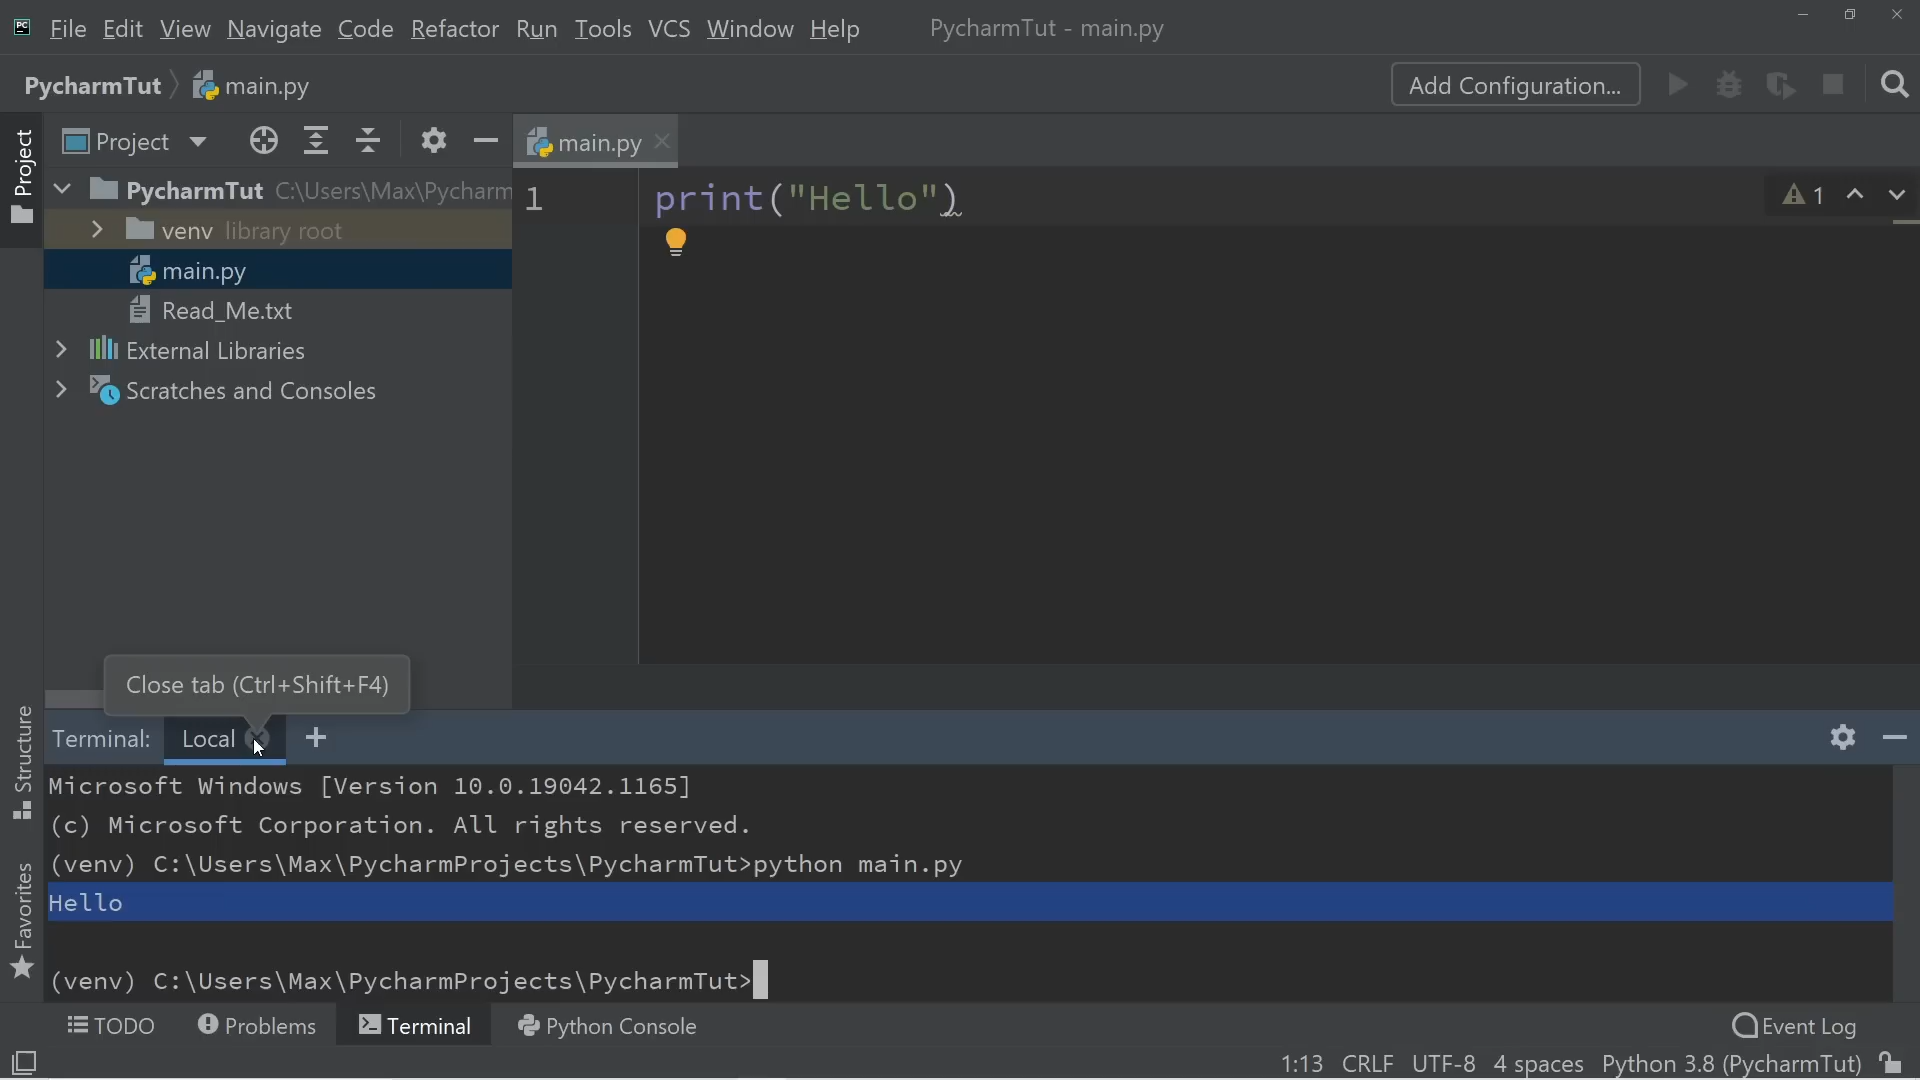 PC File Edit View Navigate Code Refactor Run Tools VCS Window Help PycharmTut - main.py
PycharmTut main.py Add Configuration...
Project
Project
main.py
PycharmTut C:\Users\Max\Pycharm
venv library root
main.py
Read_Me.txt
External Libraries
Scratches and Consoles
1 print("Hello")
1
Close tab (Ctrl+Shift+F4)
Structure
Favorites
Terminal: Local
Microsoft Windows [Version 10.0.19042.1165]
(c) Microsoft Corporation. All rights reserved.
(venv) C:\Users\Max\PycharmProjects\PycharmTut>python main.py
Hello
(venv) C:\Users\Max\PycharmProjects\PycharmTut>
TODO Problems Terminal Python Console Event Log
1:13 CRLF UTF-8 4 spaces Python 3.8 (PycharmTut)